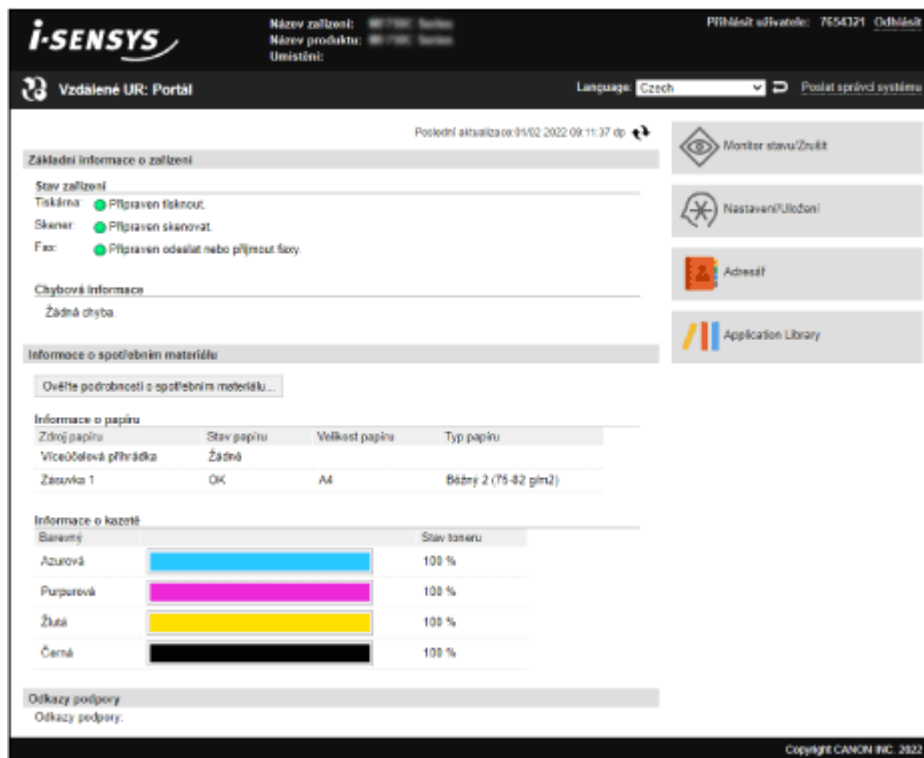 i-SENSYS
Název zařízení:
Název produktu:
Umístění:
Přihlásit uživatele: 7654321 Odhlásit
Vzdálené UR: Portál
Language: Czech
Poslat správci systému
Poslední aktualizace:01/02 2022 09:11:37 dp
Základní informace o zařízení
Stav zařízení
Tiskárna: Připraven tisknout.
Skener: Připraven skenovat.
Fax: Připraven odeslat nebo přijmout faxy.
Chybová informace
Žádná chyba.
Informace o spotřebním materiálu
Ověřte podrobnosti o spotřebním materiálu...
Informace o papíru
Zdroj papíru Stav papíru Velikost papíru Typ papíru
Víceúčelová přihrádka Žádné
Zásuvka 1 OK A4 Běžný 2 (75-82 g/m2)
Informace o kazetě
Barevný Stav toneru
Azurová 100 %
Purpurová 100 %
Žlutá 100 %
Černá 100 %
Odkazy podpory
Odkazy podpory:
Monitor stavu/Zrušit
Nastavení/Uložení
Adresář
Application Library
Copyright CANON INC. 2022